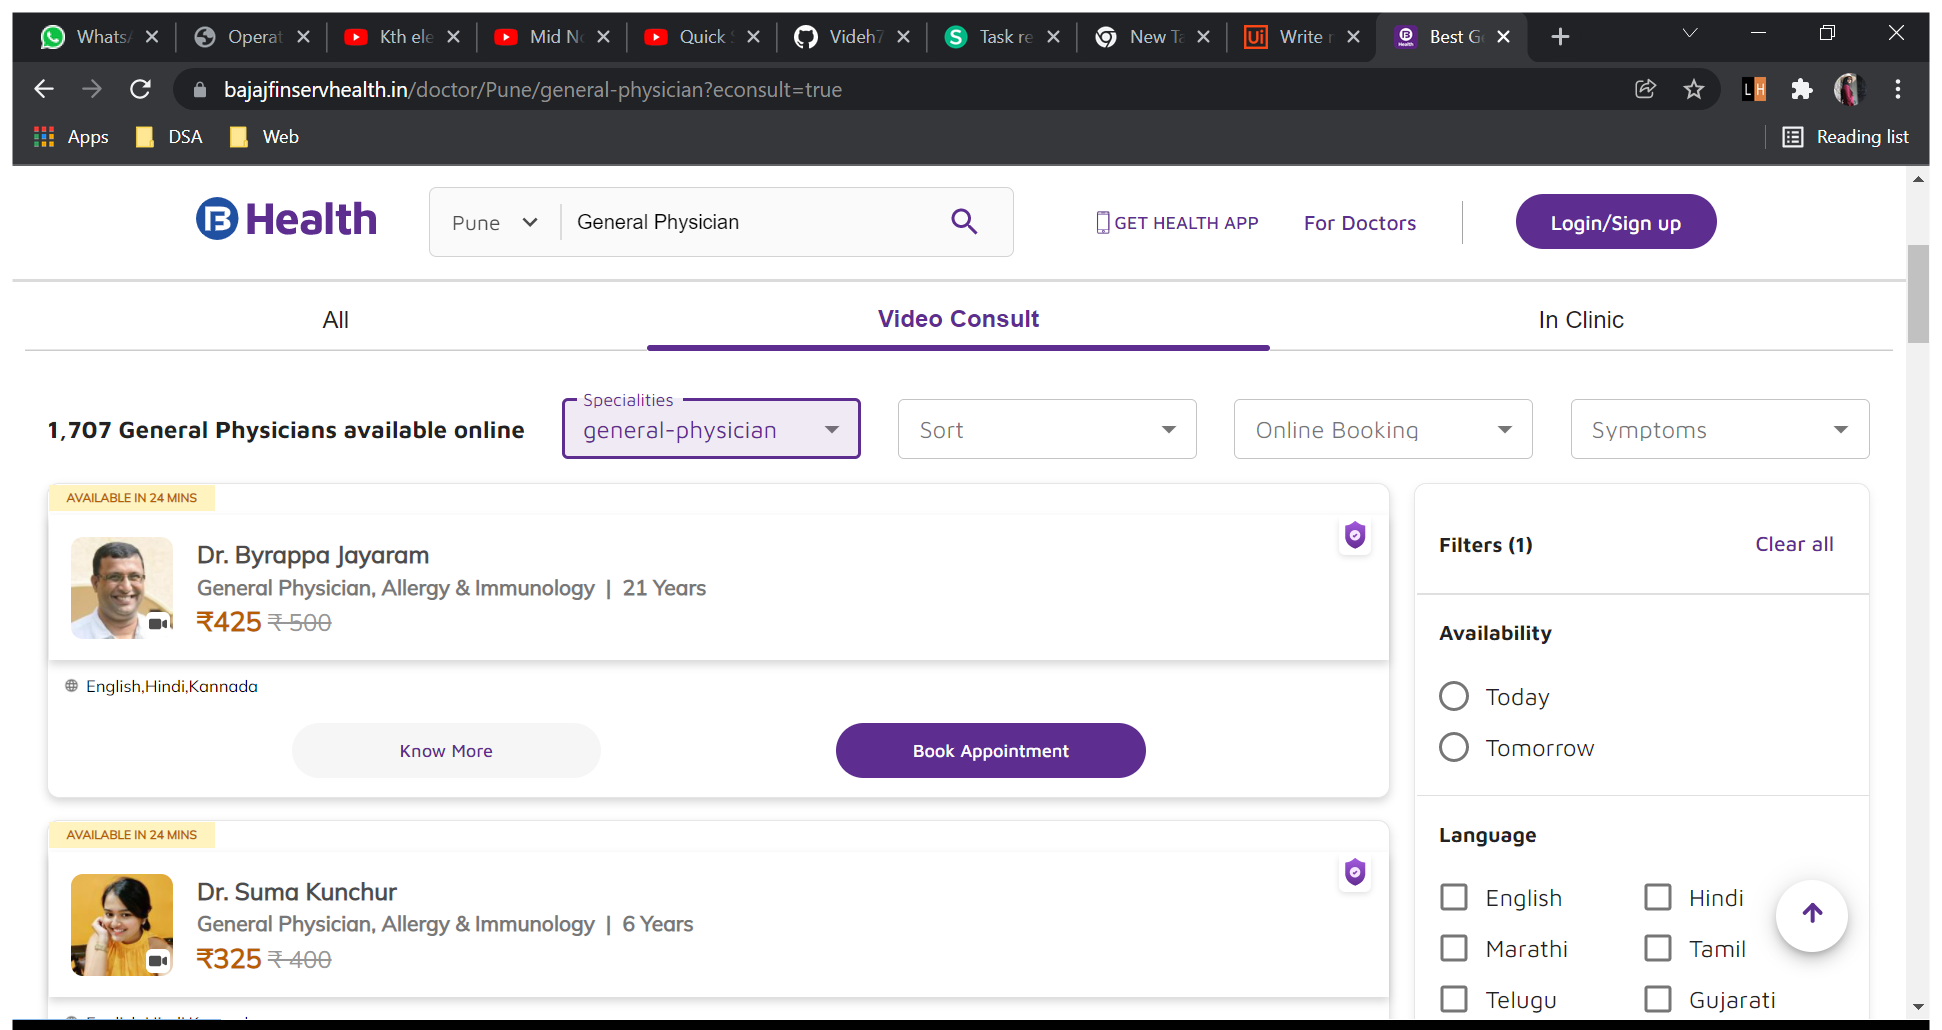 Whats
Operat
Kth ele
Mid No
Quick
Videh7
Task re
New Ta
Write r
Best Ge
bajajfinservhealth.in/doctor/Pune/general-physician?econsult=true
Apps
DSA
Web
Reading list
Health
Pune
General Physician
GET HEALTH APP
For Doctors
Login/Sign up
All
Video Consult
In Clinic
1,707 General Physicians available online
Specialities
general-physician
Sort
Online Booking
Symptoms
AVAILABLE IN 24 MINS
Dr. Byrappa Jayaram
General Physician, Allergy & Immunology | 21 Years
₹425 ₹ 500
English,Hindi,Kannada
Know More
Book Appointment
AVAILABLE IN 24 MINS
Dr. Suma Kunchur
General Physician, Allergy & Immunology | 6 Years
₹325 ₹ 400
Filters (1)
Clear all
Availability
Today
Tomorrow
Language
English
Hindi
Marathi
Tamil
Telugu
Gujarati